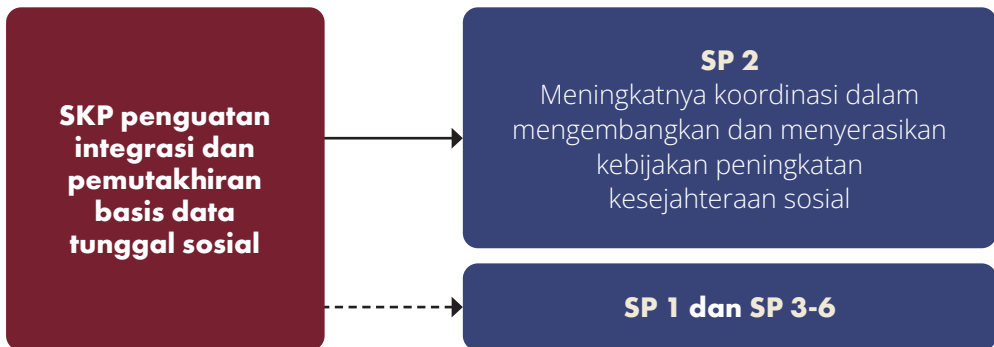 SKP penguatan
integrasi dan
pemutakhiran
basis data
tunggal sosial
SP 2
Meningkatnya koordinasi dalam
mengembangkan dan menyerasikan
kebijakan peningkatan
kesejahteraan sosial
SP 1 dan SP 3-6